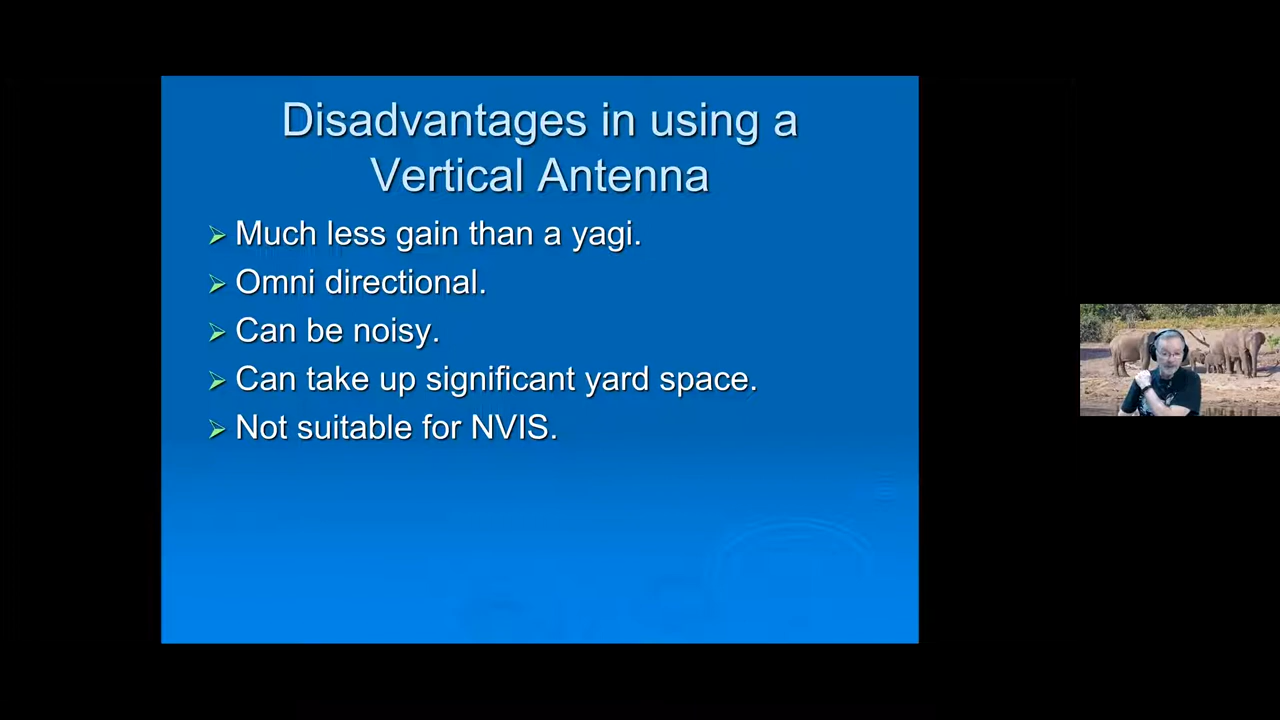 Disadvantages in using a
Vertical Antenna
Much less gain than a yagi.
Omni directional.
Can be noisy.
Can take up significant yard space.
Not suitable for NVIS.